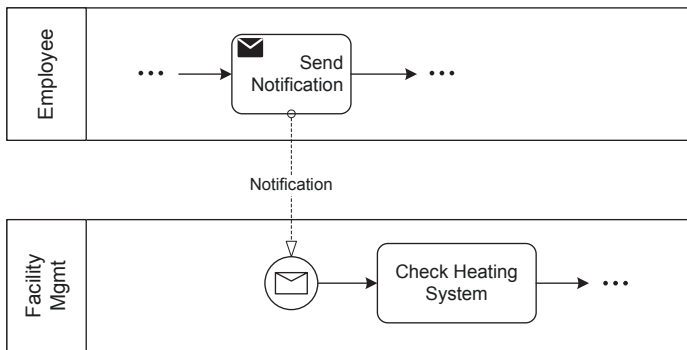 Employee
Send
Notification
Notification
Facility
Mgmt
Check Heating
System